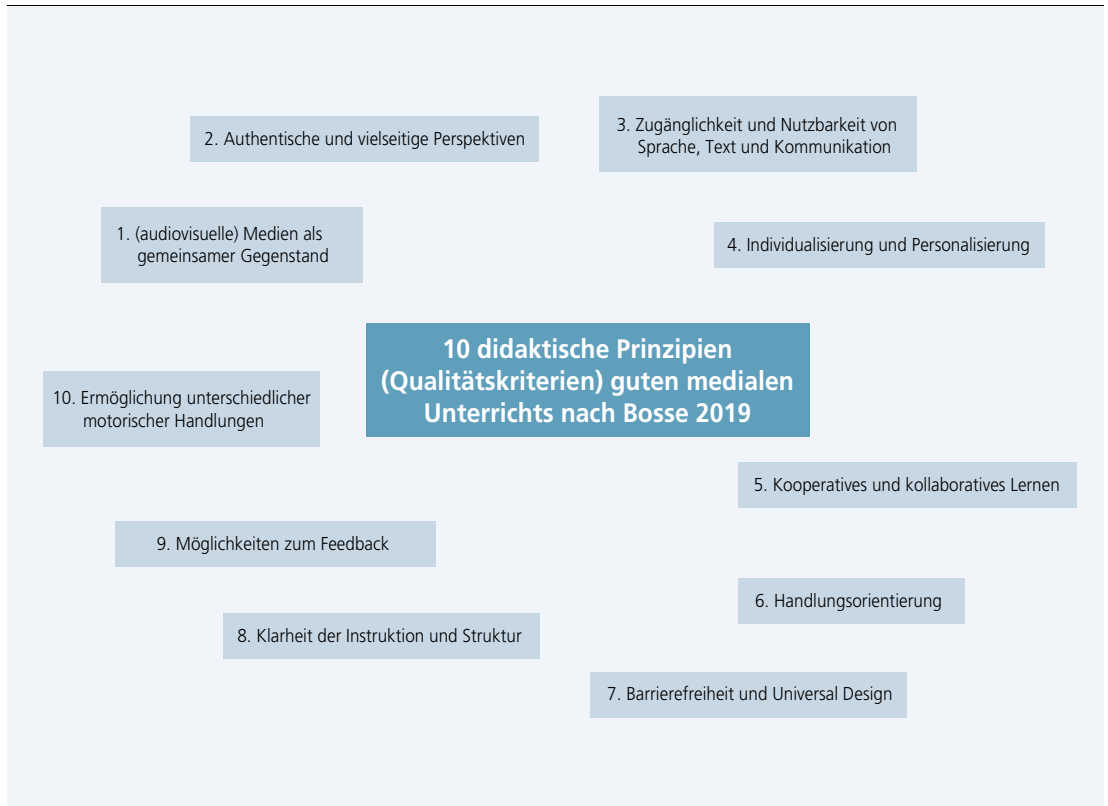 10 didaktische Prinzipien
(Qualitätskriterien) guten medialen
Unterrichts nach Bosse 2019
1. (audiovisuelle) Medien als
gemeinsamer Gegenstand
2. Authentische und vielseitige Perspektiven
3. Zugänglichkeit und Nutzbarkeit von
Sprache, Text und Kommunikation
4. Individualisierung und Personalisierung
5. Kooperatives und kollaboratives Lernen
6. Handlungsorientierung
7. Barrierefreiheit und Universal Design
8. Klarheit der Instruktion und Struktur
9. Möglichkeiten zum Feedback
10. Ermöglichung unterschiedlicher
motorischer Handlungen